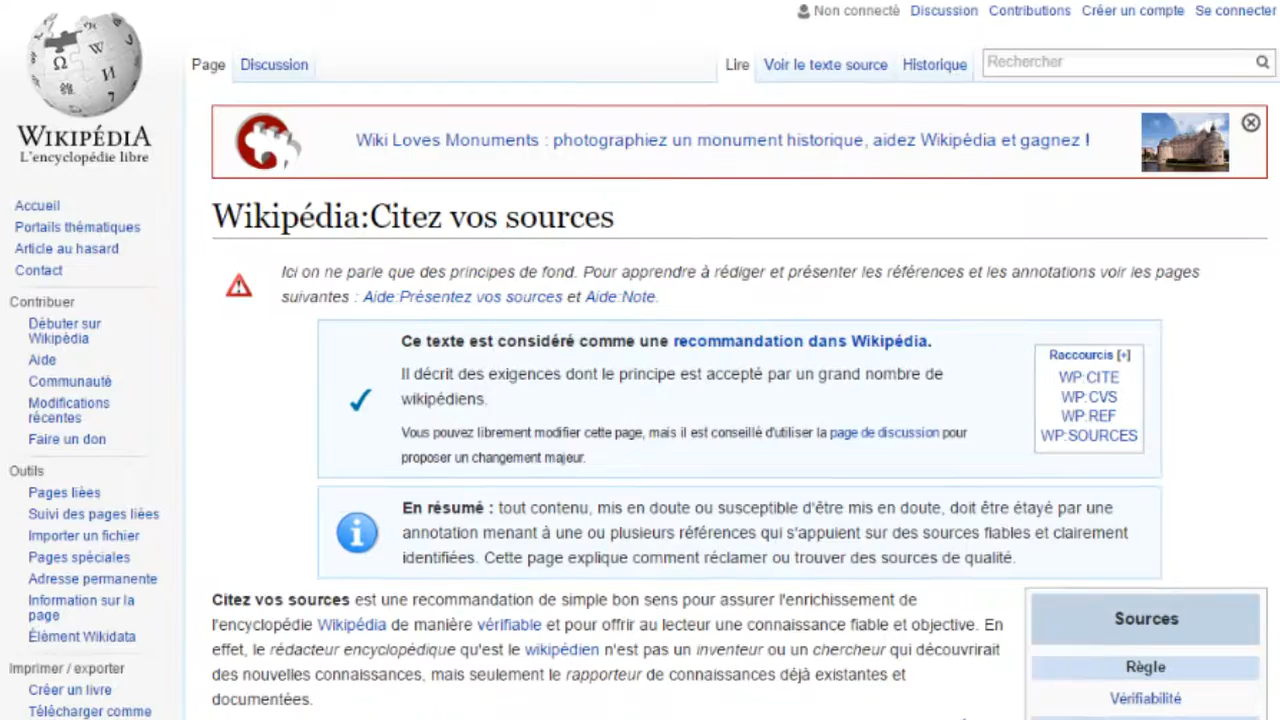 Non connecté Discussion Contributions Créer un compte Se connecter
Page Discussion Lire Voir le texte source Historique Rechercher
WIKIPÉDIA
L'encyclopédie libre
Wiki Loves Monuments : photographiez un monument historique, aidez Wikipédia et gagnez !
Accueil
Portails thématiques
Article au hasard
Contact
Contribuer
Débuter sur
Wikipédia
Aide
Communauté
Modifications
récentes
Faire un don
Outils
Pages liées
Suivi des pages liées
Importer un fichier
Pages spéciales
Adresse permanente
Information sur la
page
Élément Wikidata
Imprimer / exporter
Créer un livre
Télécharger comme
Wikipédia:Citez vos sources
Ici on ne parle que des principes de fond. Pour apprendre à rédiger et présenter les références et les annotations voir les pages
suivantes : Aide:Présentez vos sources et Aide:Note.
Ce texte est considéré comme une recommandation dans Wikipédia.
Il décrit des exigences dont le principe est accepté par un grand nombre de
wikipédiens.
Vous pouvez librement modifier cette page, mais il est conseillé d'utiliser la page de discussion pour
proposer un changement majeur.
Raccourcis [+]
WP:CITE
WP:CVS
WP:REF
WP:SOURCES
En résumé : tout contenu, mis en doute ou susceptible d'être mis en doute, doit être étayé par une
annotation menant à une ou plusieurs références qui s'appuient sur des sources fiables et clairement
identifiées. Cette page explique comment réclamer ou trouver des sources de qualité.
Citez vos sources est une recommandation de simple bon sens pour assurer l'enrichissement de
l'encyclopédie Wikipédia de manière vérifiable et pour offrir au lecteur une connaissance fiable et objective. En
effet, le rédacteur encyclopédique qu'est le wikipédien n'est pas un inventeur ou un chercheur qui découvrirait
des nouvelles connaissances, mais seulement le rapporteur de connaissances déjà existantes et
documentées.
Sources
Règle
Vérifiabilité